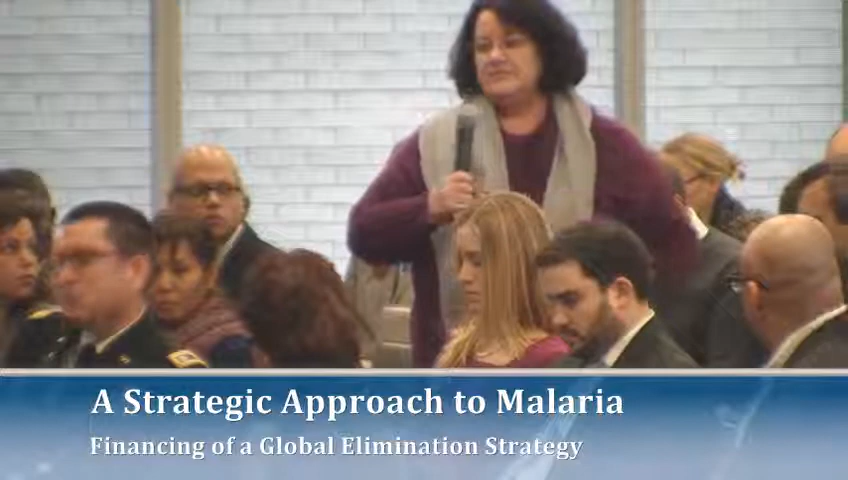 A Strategic Approach to Malaria
Financing of a Global Elimination Strategy